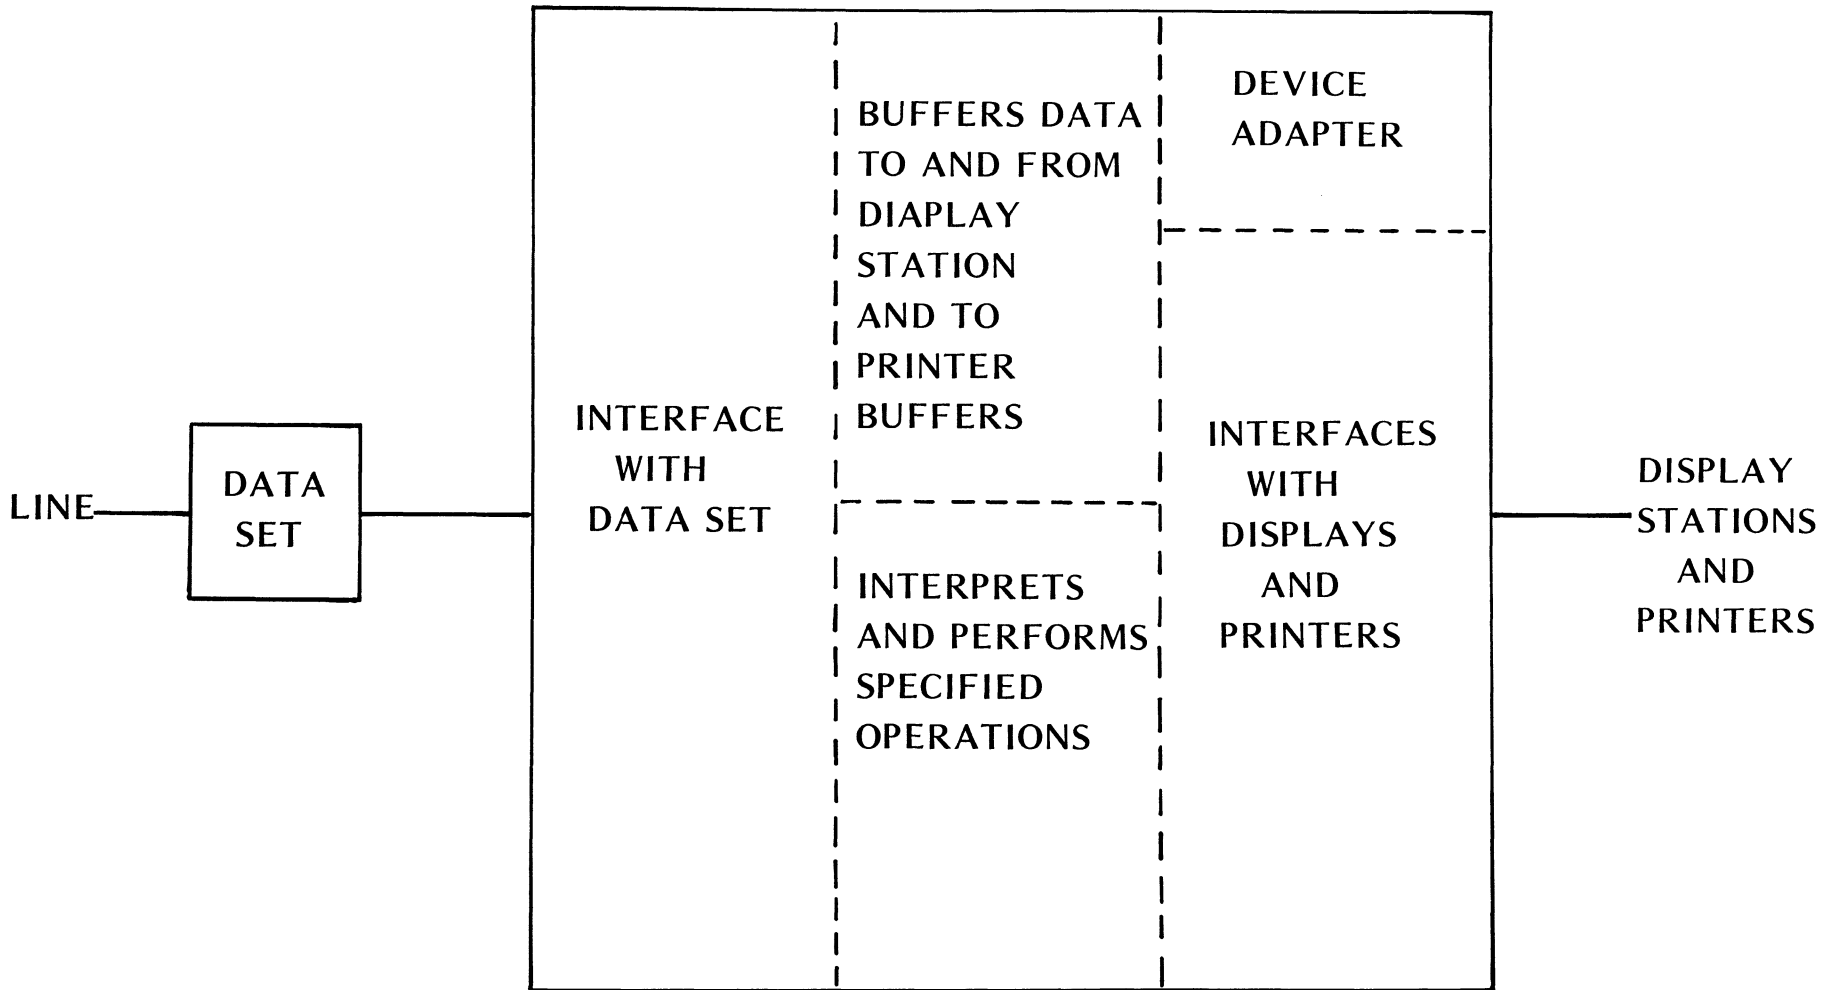 LINE
DATA
SET
INTERFACE
WITH
DATA SET
BUFFERS DATA
TO AND FROM
DIAPLAY
STATION
AND TO
PRINTER
BUFFERS
INTERPRETS
AND PERFORMS
SPECIFIED
OPERATIONS
DEVICE
ADAPTER
INTERFACES
WITH
DISPLAYS
AND
PRINTERS
DISPLAY
STATIONS
AND
PRINTERS